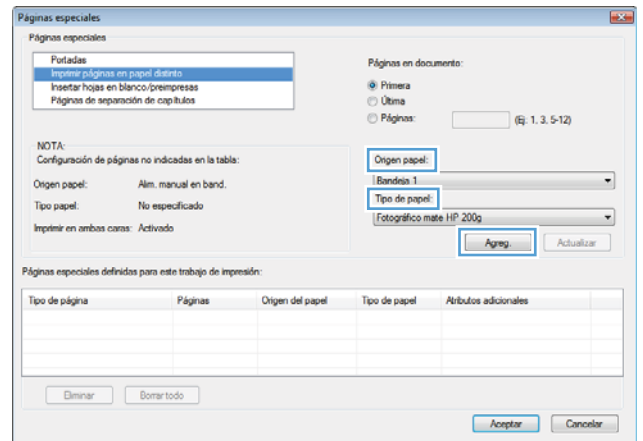 Páginas especiales
Páginas especiales
Portadas
Imprimir páginas en papel distinto
Insertar hojas en blanco/preimpresas
Páginas de separación de capítulos
Páginas en documento:
Primera
Última
Páginas:
(Ej: 1, 3, 5-12)
NOTA:
Configuración de páginas no indicadas en la tabla:
Origen papel: Alim. manual en band.
Tipo papel: No especificado
Imprimir en ambas caras: Activado
Origen papel:
Bandeja 1
Tipo de papel:
Fotográfico mate HP 200g
Agreg. Actualizar
Páginas especiales definidas para este trabajo de impresión:
Tipo de página Páginas Origen del papel Tipo de papel Atributos adicionales
Eliminar Borrar todo
Aceptar Cancelar